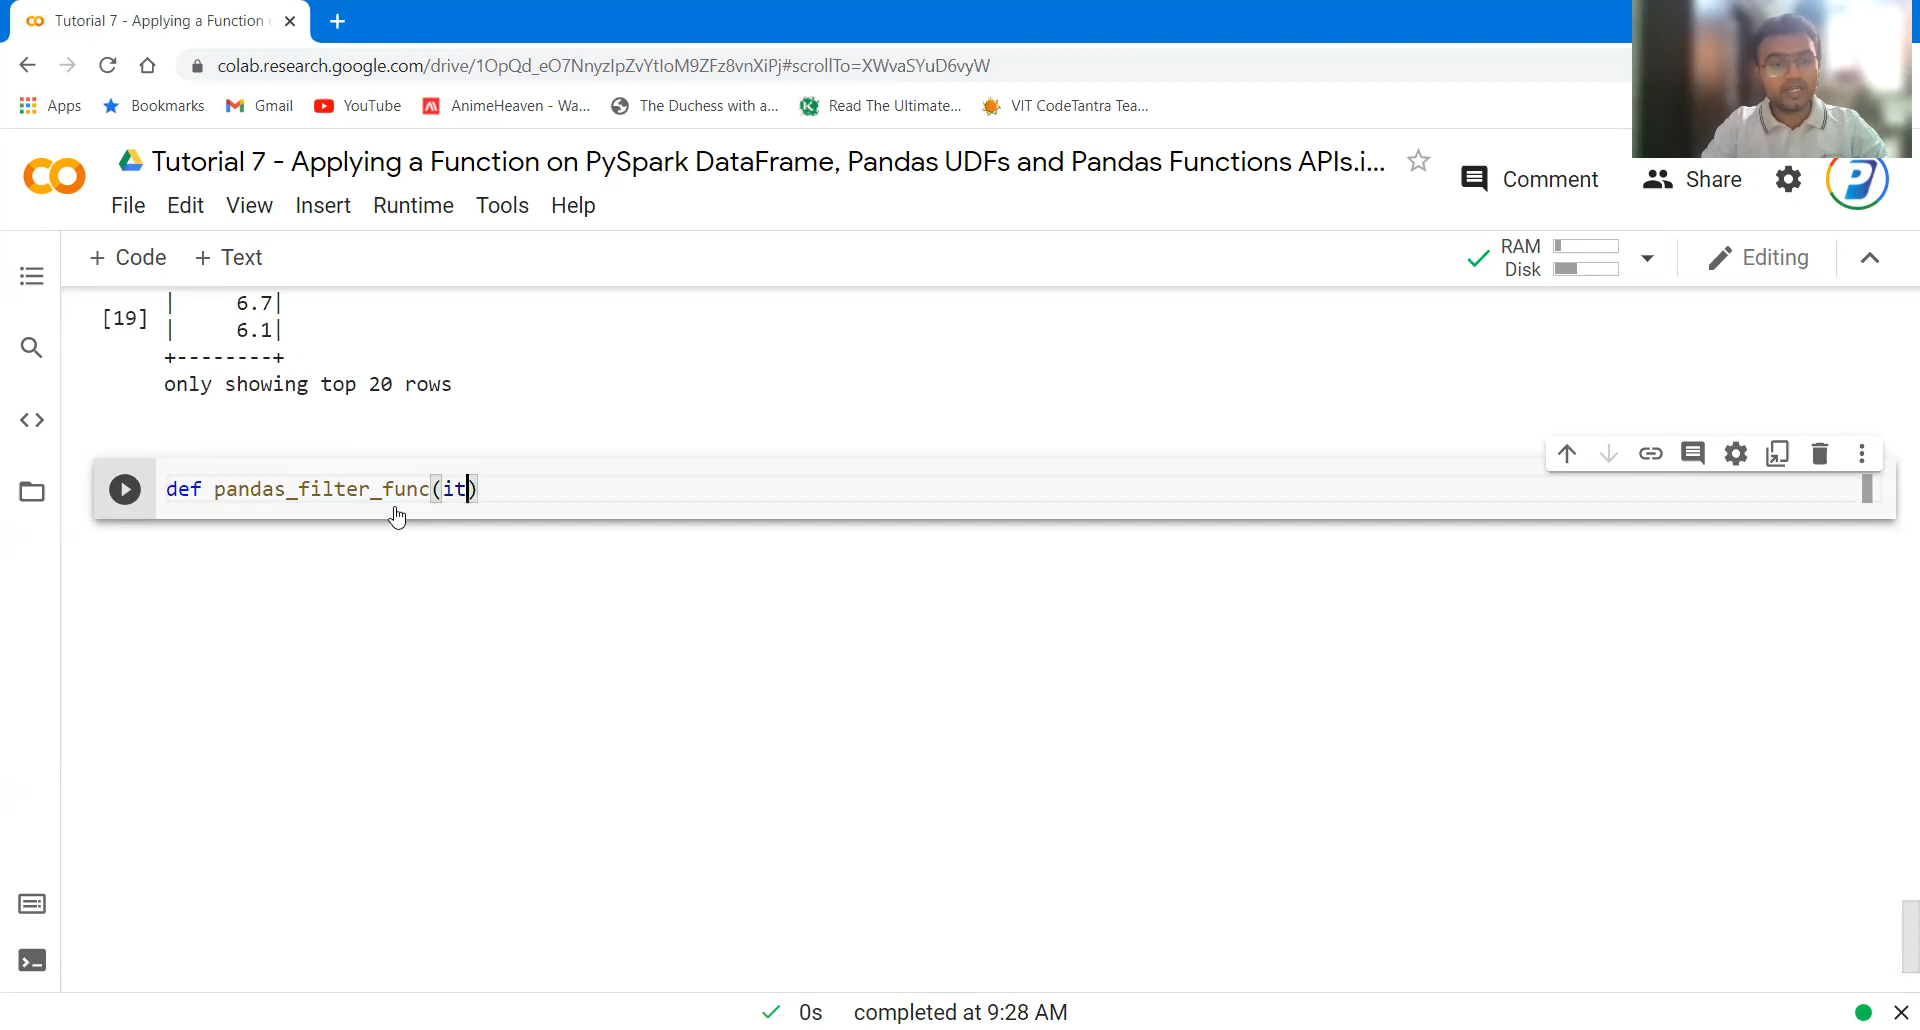 Tutorial 7 - Applying a Function
colab.research.google.com/drive/1OpQd_eO7NnyzIpZvYtIoM9ZFz8vnXiPj#scrollTo=XWvaSYuD6vyW
Apps Bookmarks Gmail YouTube AnimeHeaven - Wa... The Duchess with a... Read The Ultimate... VIT CodeTantra Tea...
Tutorial 7 - Applying a Function on PySpark DataFrame, Pandas UDFs and Pandas Functions APIs.i...
Comment Share
File Edit View Insert Runtime Tools Help
+ Code + Text
RAM
Disk
Editing
| 6.7|
[19]
| 6.1|
+--------+
only showing top 20 rows
def pandas_filter_func(it)
0s completed at 9:28 AM